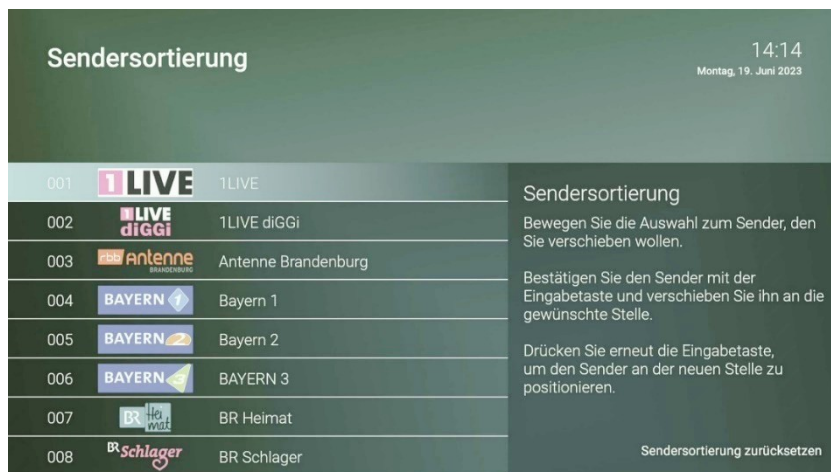 Sendersortierung
14:14
Montag, 19. Juni 2023
001 1 LIVE 1LIVE
002 1 LIVE diGGi 1LIVE diGGi
003 rbb Antenne BRANDENBURG Antenne Brandenburg
004 BAYERN 1 Bayern 1
005 BAYERN 2 Bayern 2
006 BAYERN 3 BAYERN 3
007 BR Heimat BR Heimat
008 BR Schlager BR Schlager
Sendersortierung
Bewegen Sie die Auswahl zum Sender, den
Sie verschieben wollen.
Bestätigen Sie den Sender mit der
Eingabetaste und verschieben Sie ihn an die
gewünschte Stelle.
Drücken Sie erneut die Eingabetaste,
um den Sender an der neuen Stelle zu
positionieren.
Sendersortierung zurücksetzen